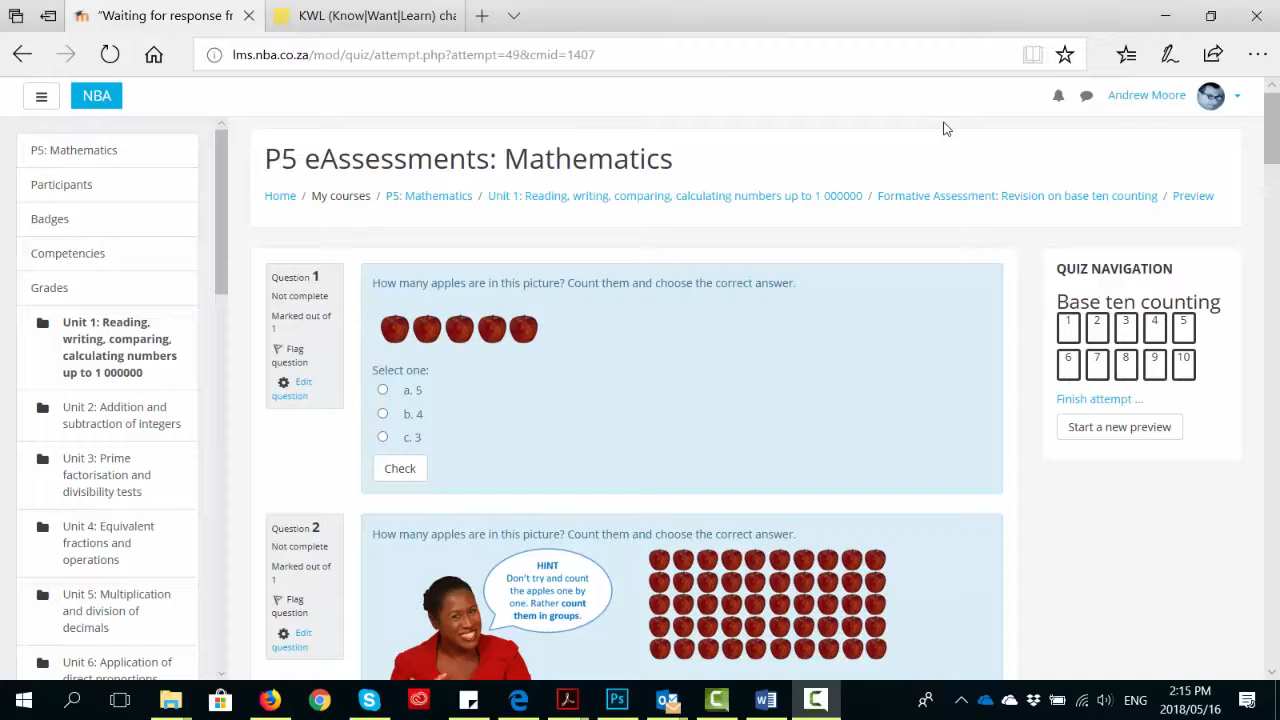 "Waiting for response f
KWL (Know|Want|Learn) cha
lms.nba.co.za/mod/quiz/attempt.php?attempt=49&cmid=1407
NBA
Andrew Moore
P5: Mathematics
Participants
Badges
Competencies
Grades
Unit 1: Reading,
writing, comparing,
calculating numbers
up to 1 000000
Unit 2: Addition and
subtraction of integers
Unit 3: Prime
factorisation and
divisibility tests
Unit 4: Equivalent
fractions and
operations
Unit 5: Multiplication
and division of
decimals
Unit 6: Application of
direct proportions
P5 eAssessments: Mathematics
Home / My courses / P5: Mathematics / Unit 1: Reading, writing, comparing, calculating numbers up to 1 000000 / Formative Assessment: Revision on base ten counting / Preview
Question 1
Not complete
Marked out of
1
Flag
question
Edit
question
How many apples are in this picture? Count them and choose the correct answer.
Select one:
a. 5
b. 4
c. 3
Check
Question 2
Not complete
Marked out of
1
Flag
question
Edit
question
How many apples are in this picture? Count them and choose the correct answer.
HINT
Don't try and count
the apples one by
one. Rather count
them in groups.
QUIZ NAVIGATION
Base ten counting
1 2 3 4 5
6 7 8 9 10
Finish attempt ...
Start a new preview
ENG
2:15 PM
2018/05/16